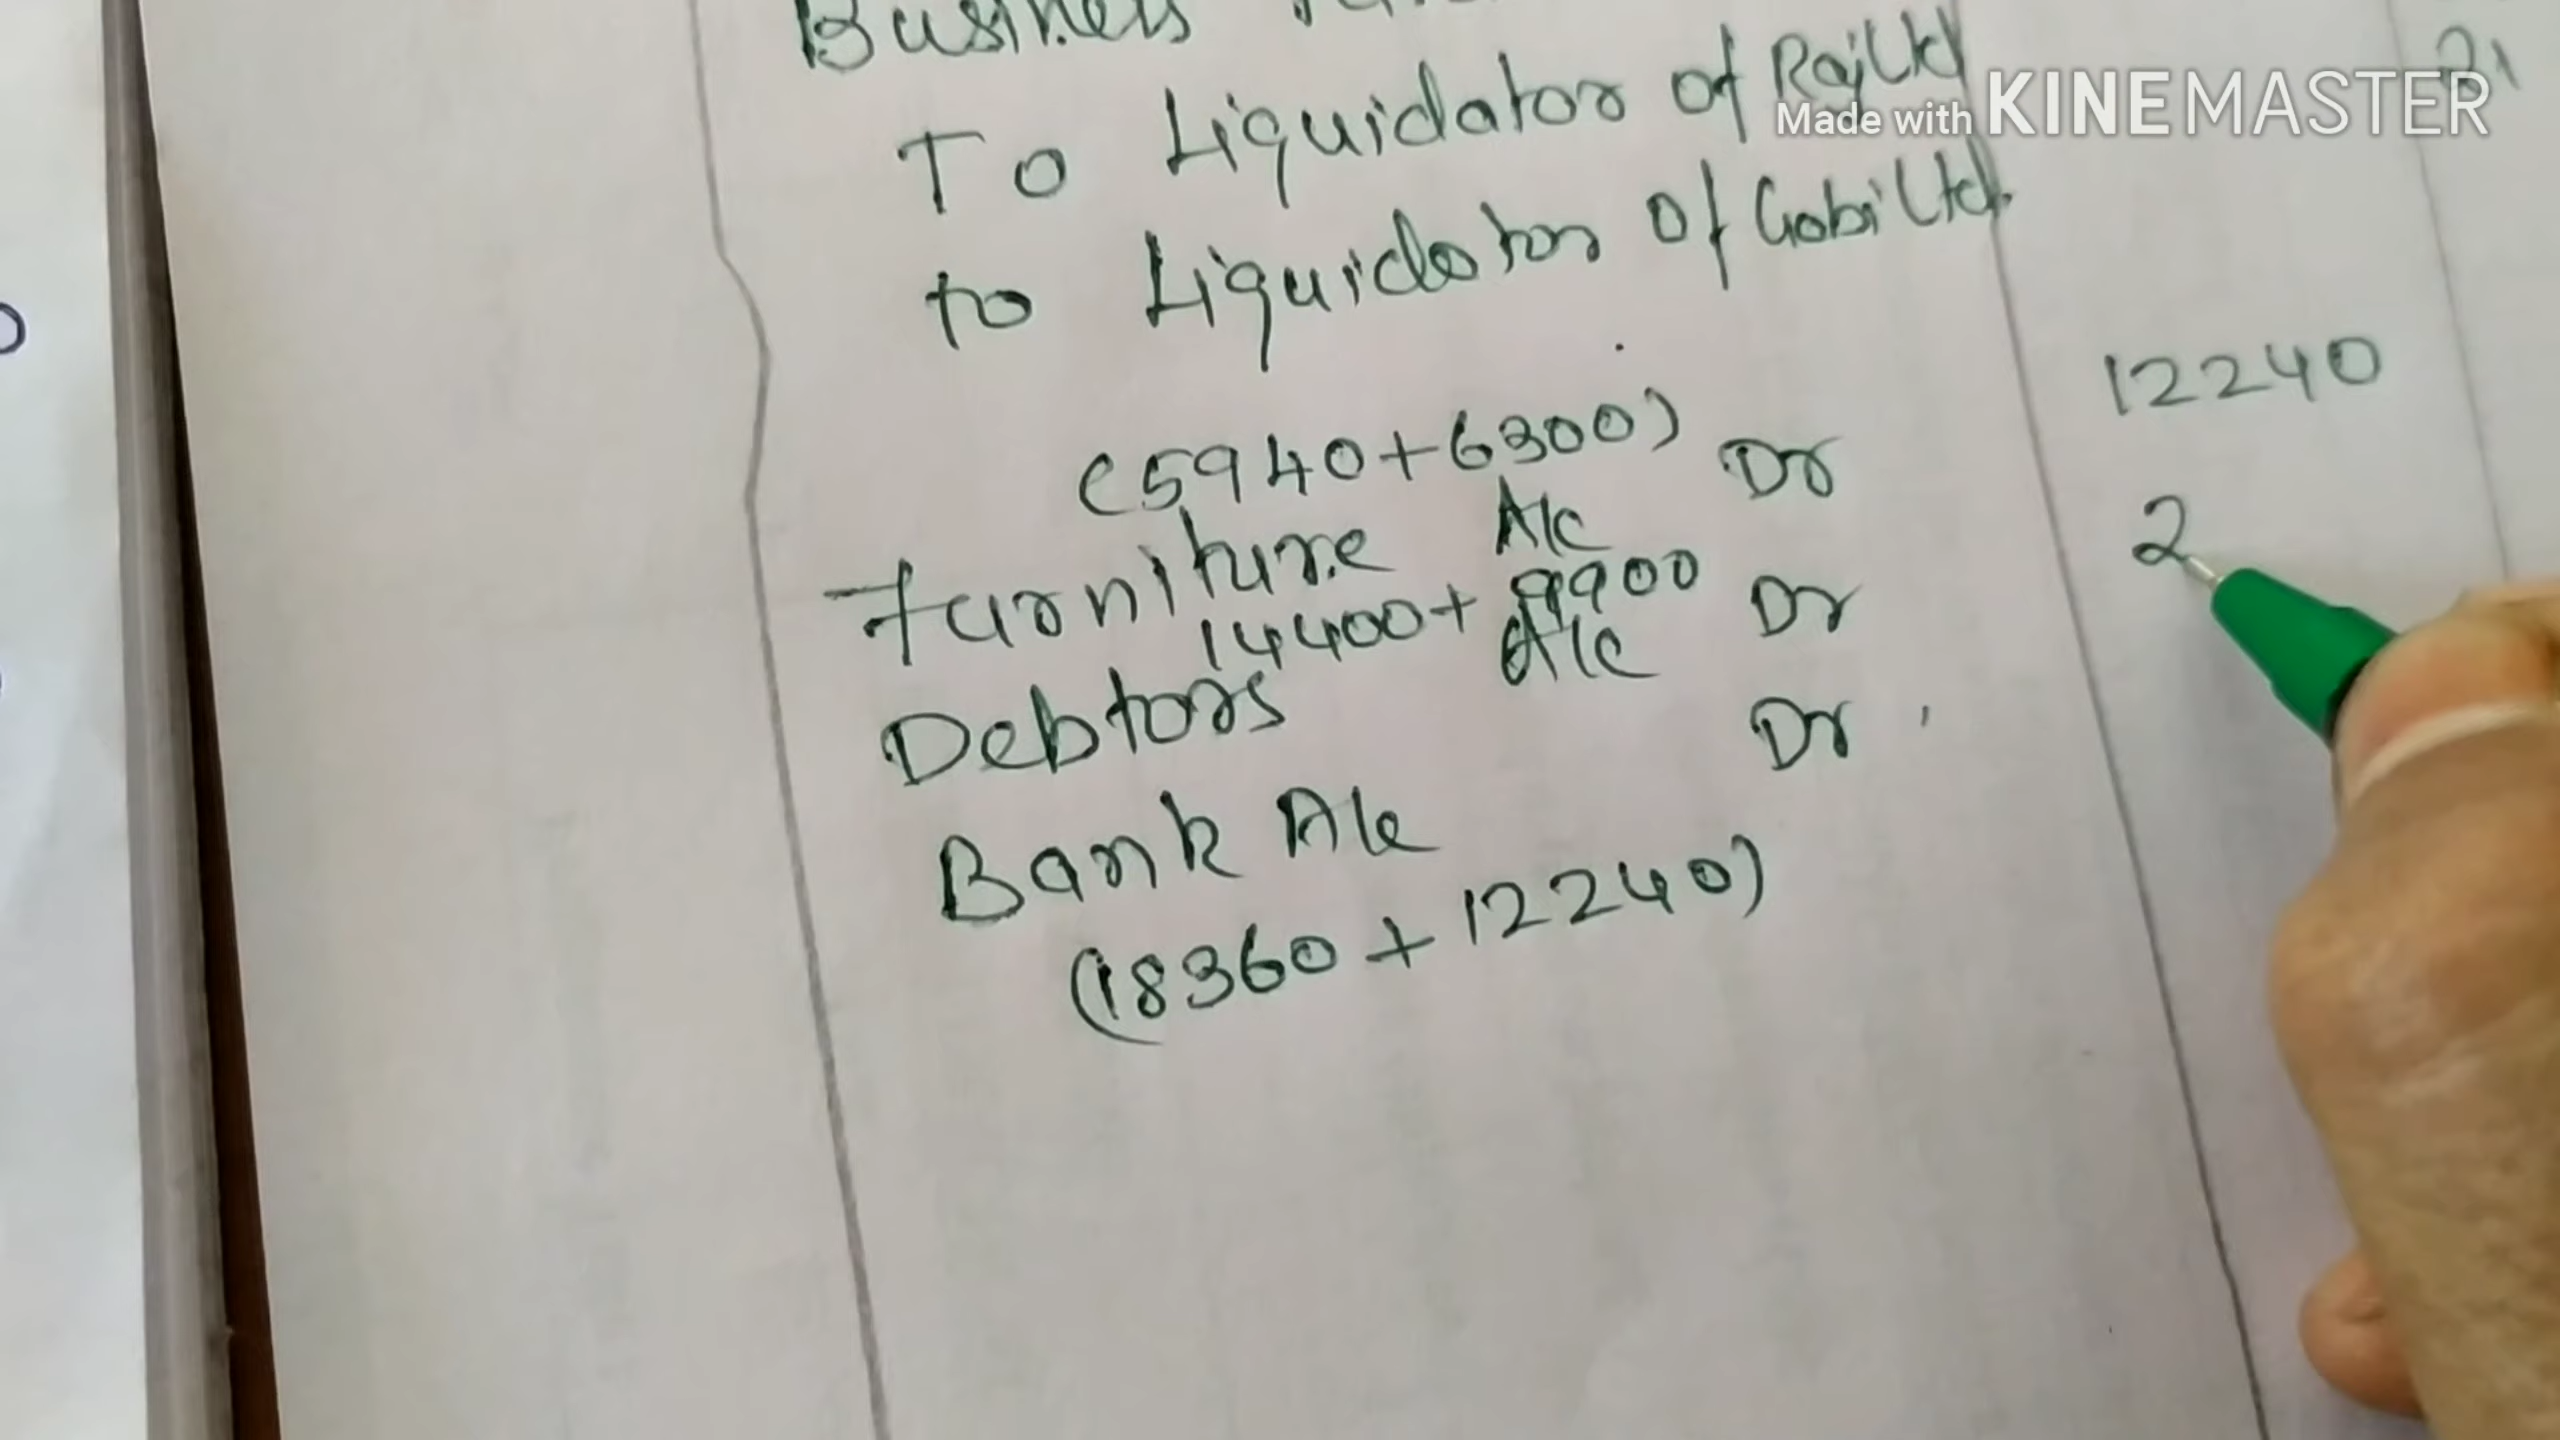 Business
To Liquidator of Raj Ltd
Made with KINEMASTER
to Liquidator of Gobi Ltd.
12240
(5940+6300) Dr
Furniture A/c
2
14400+9900 Dr
Debtors A/c
Dr
Bank A/c
(18360+12240)